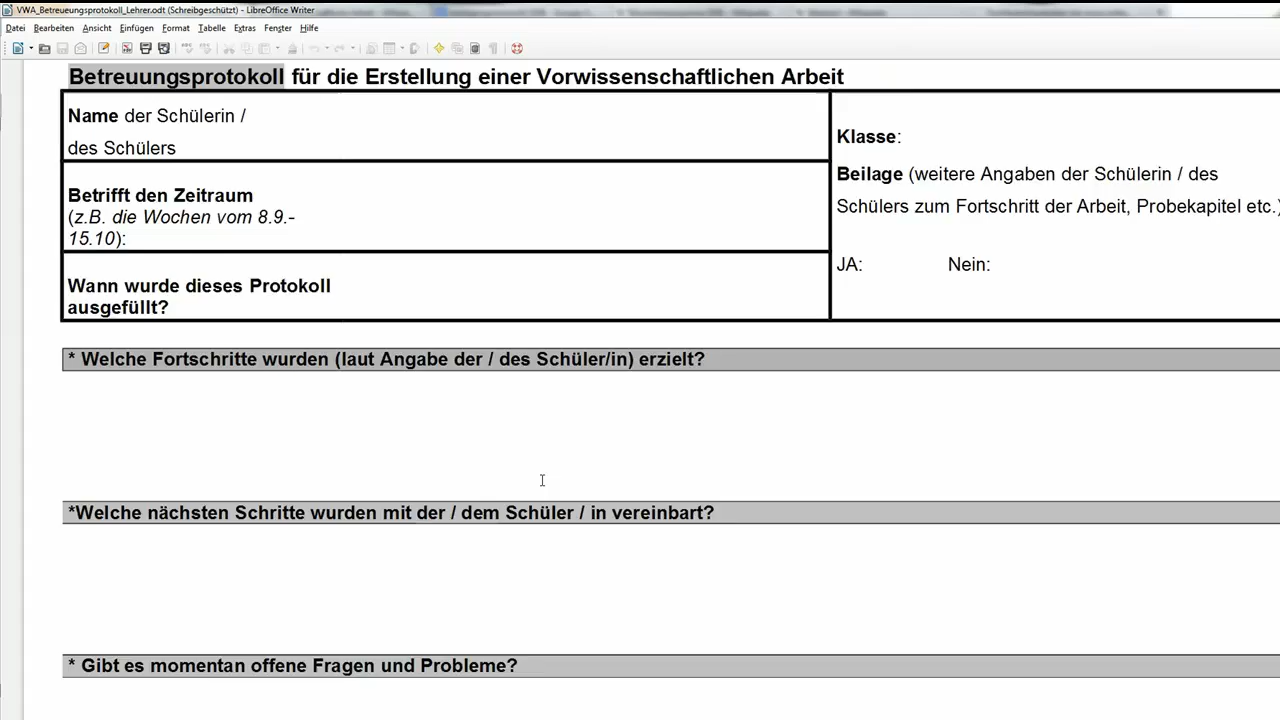 VWA_Betreueungsprotokoll_Lehrer.odt (Schreibgeschützt) - LibreOffice Writer
Datei Bearbeiten Ansicht Einfügen Format Tabelle Extras Fenster Hilfe
Betreuungsprotokoll für die Erstellung einer Vorwissenschaftlichen Arbeit
Name der Schülerin /
des Schülers
Betrifft den Zeitraum
(z.B. die Wochen vom 8.9.-
15.10):
Wann wurde dieses Protokoll
ausgefüllt?
Klasse:
Beilage (weitere Angaben der Schülerin / des
Schülers zum Fortschritt der Arbeit, Probekapitel etc.)
JA: Nein:
* Welche Fortschritte wurden (laut Angabe der / des Schüler/in) erzielt?
*Welche nächsten Schritte wurden mit der / dem Schüler / in vereinbart?
* Gibt es momentan offene Fragen und Probleme?